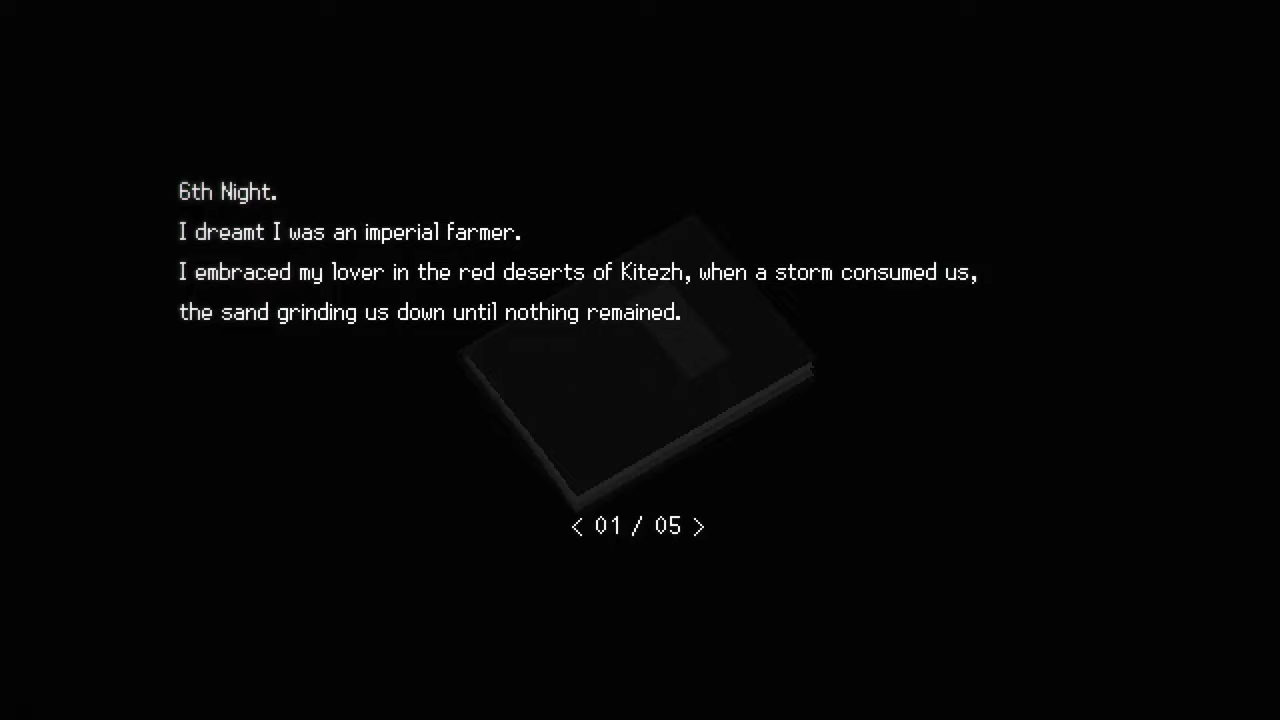 6th Night.
I dreamt I was an imperial farmer.
I embraced my lover in the red deserts of Kitezh, when a storm consumed us,
the sand grinding us down until nothing remained.
< 01 / 05 >